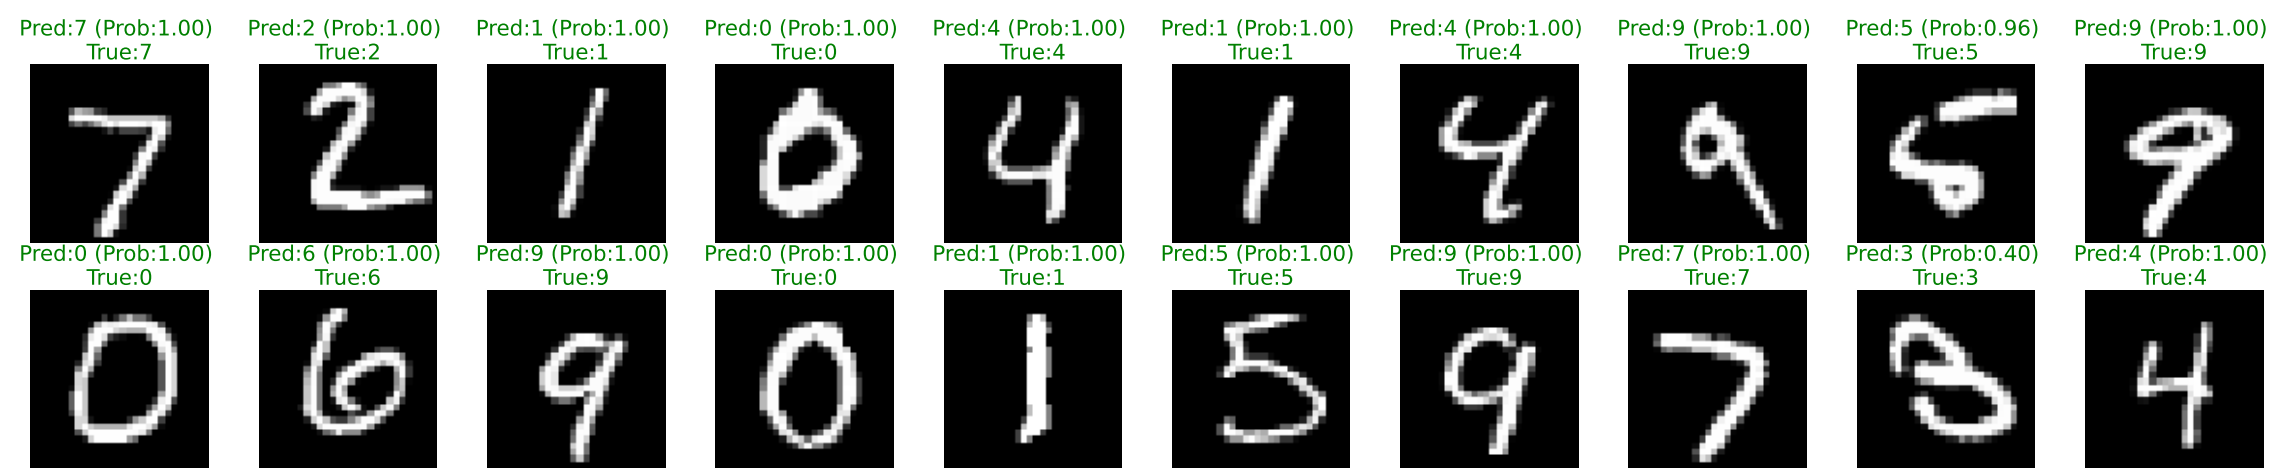 Pred:7 (Prob:1.00) Pred:2 (Prob:1.00) Pred:1 (Prob:1.00) Pred:0 (Prob:1.00) Pred:4 (Prob:1.00) Pred:1 (Prob:1.00) Pred:4 (Prob:1.00) Pred:9 (Prob:1.00) Pred:5 (Prob:0.96) Pred:9 (Prob:1.00)
True:7 True:2 True:1 True:0 True:4 True:1 True:4 True:9 True:5 True:9
7 2 1 0 4 1 4 9 5 9
Pred:0 (Prob:1.00) Pred:6 (Prob:1.00) Pred:9 (Prob:1.00) Pred:0 (Prob:1.00) Pred:1 (Prob:1.00) Pred:5 (Prob:1.00) Pred:9 (Prob:1.00) Pred:7 (Prob:1.00) Pred:3 (Prob:0.40) Pred:4 (Prob:1.00)
True:0 True:6 True:9 True:0 True:1 True:5 True:9 True:7 True:3 True:4
0 6 9 0 1 5 9 7 3 4